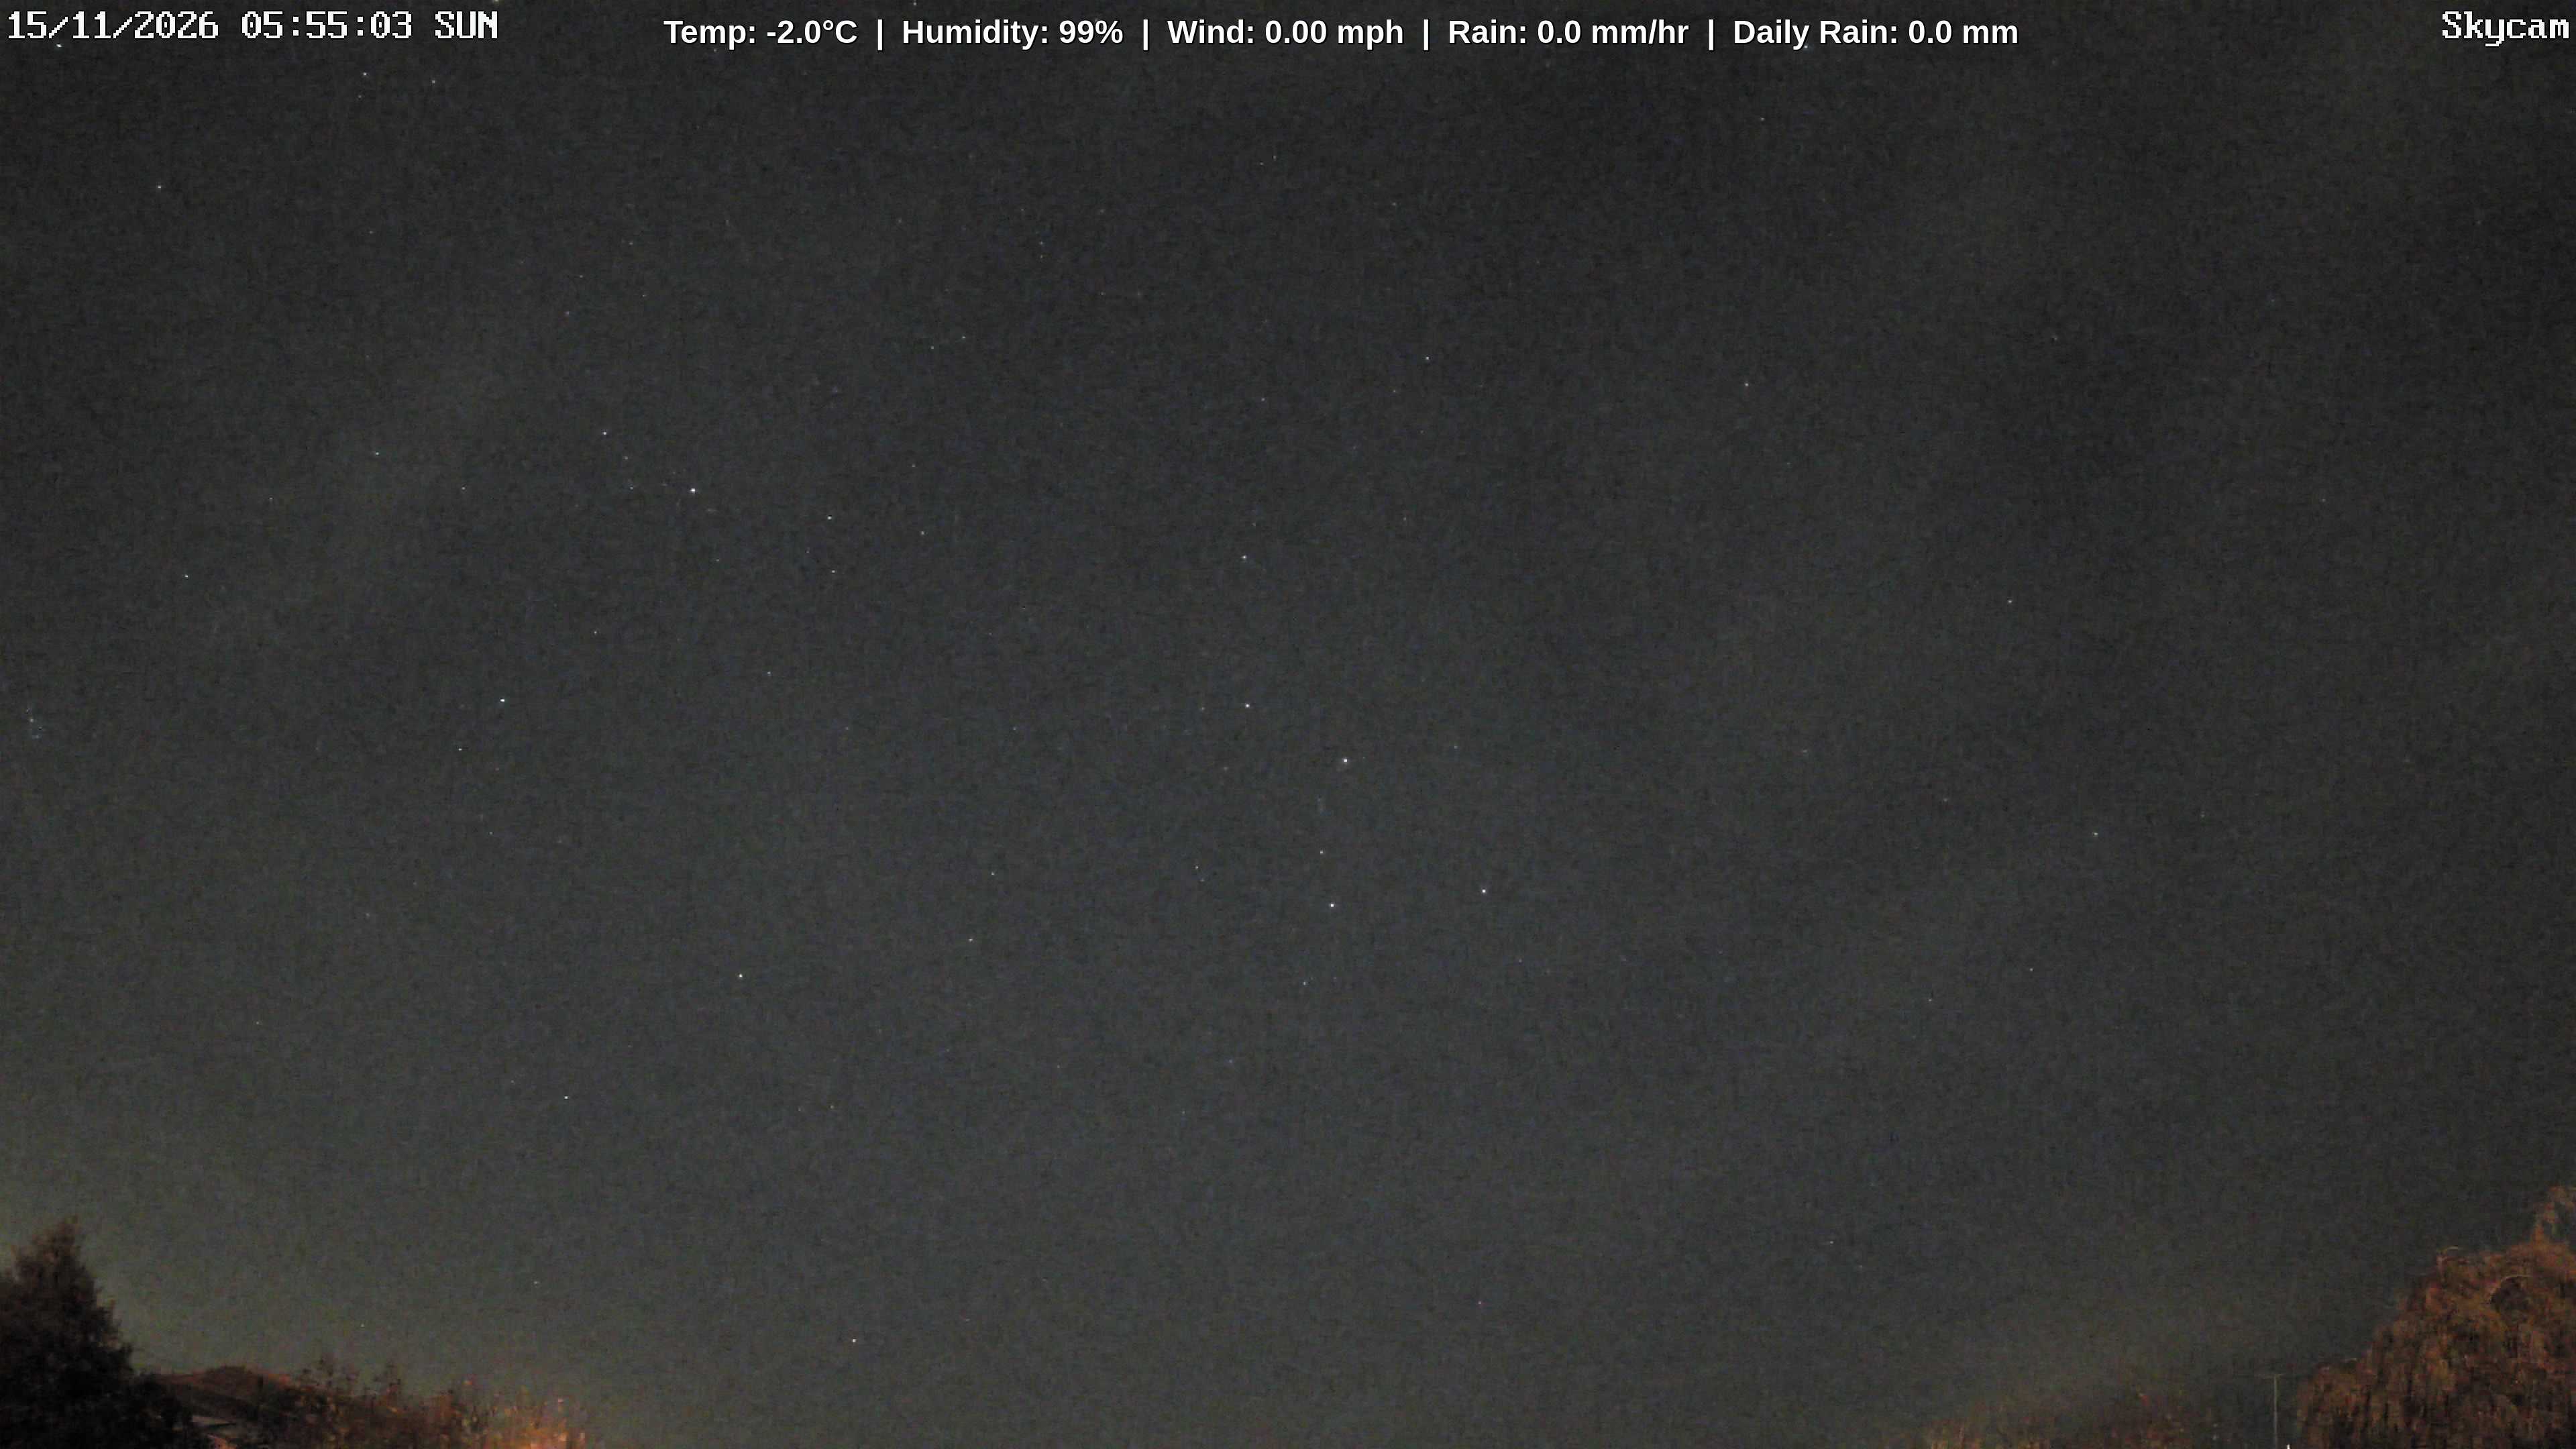 15/11/2026 05:55:03 SUN
Temp: -2.0°C | Humidity: 99% | Wind: 0.00 mph | Rain: 0.0 mm/hr | Daily Rain: 0.0 mm
Skycam